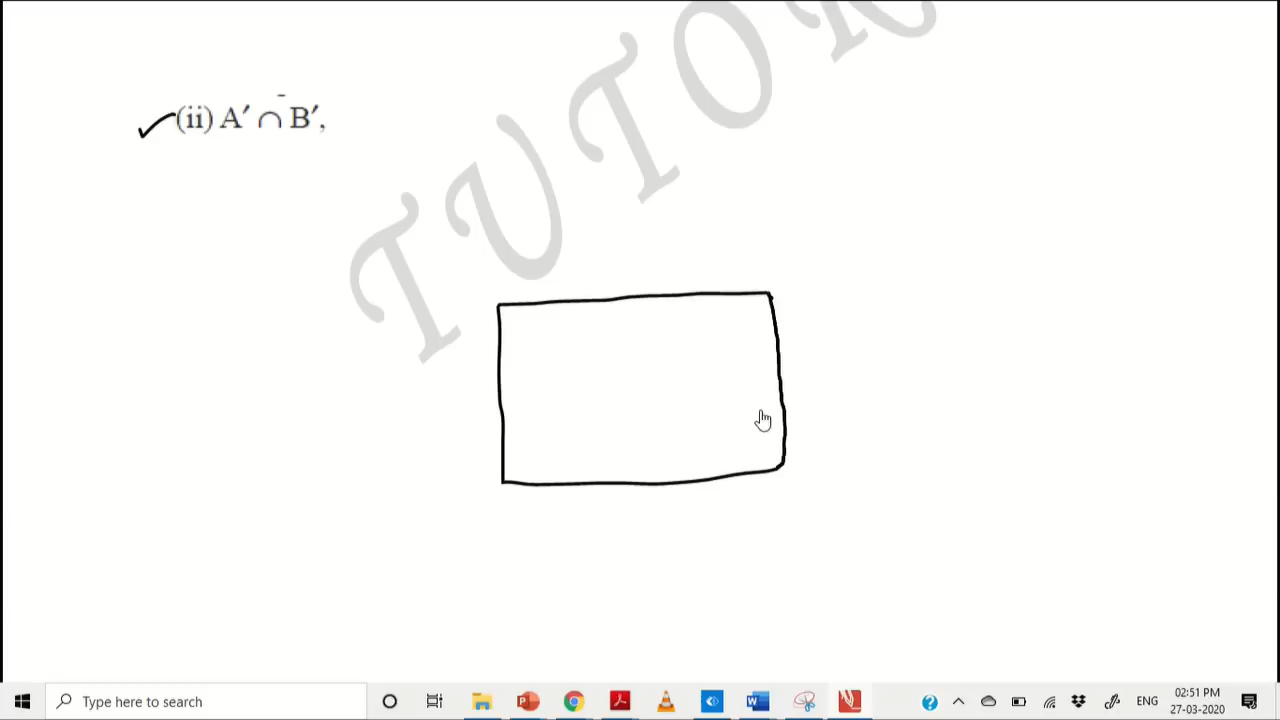 TUTOR
(ii) A′ ∩ B′,
Type here to search
ENG
02:51 PM
27-03-2020